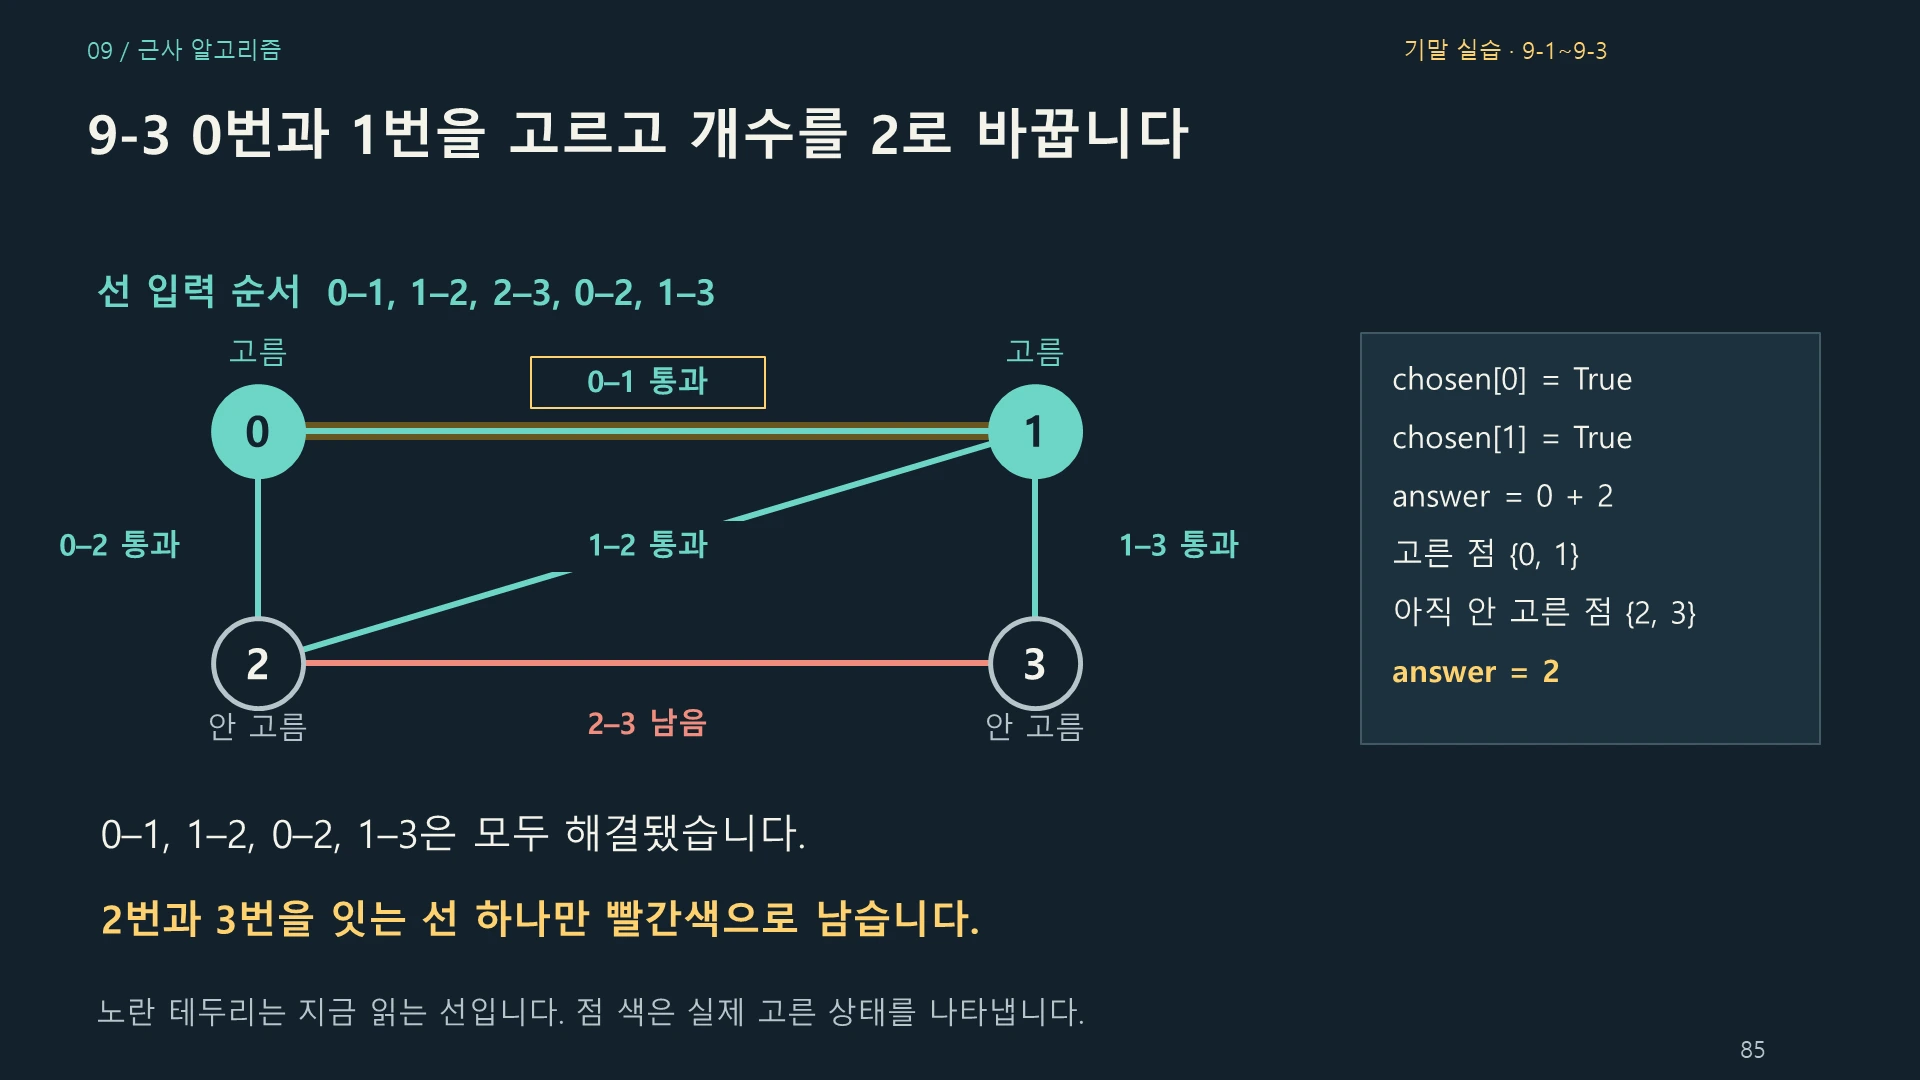 09 / 근사 알고리즘
기말 실습 · 9-1~9-3
9-3 0번과 1번을 고르고 개수를 2로 바꿉니다
선 입력 순서 0–1, 1–2, 2–3, 0–2, 1–3
고름
고름
0–1 통과
0
1
0–2 통과
1–2 통과
1–3 통과
2
3
안 고름
2–3 남음
안 고름
chosen[0] = True
chosen[1] = True
answer = 0 + 2
고른 점 {0, 1}
아직 안 고른 점 {2, 3}
answer = 2
0–1, 1–2, 0–2, 1–3은 모두 해결됐습니다.
2번과 3번을 잇는 선 하나만 빨간색으로 남습니다.
노란 테두리는 지금 읽는 선입니다. 점 색은 실제 고른 상태를 나타냅니다.
85